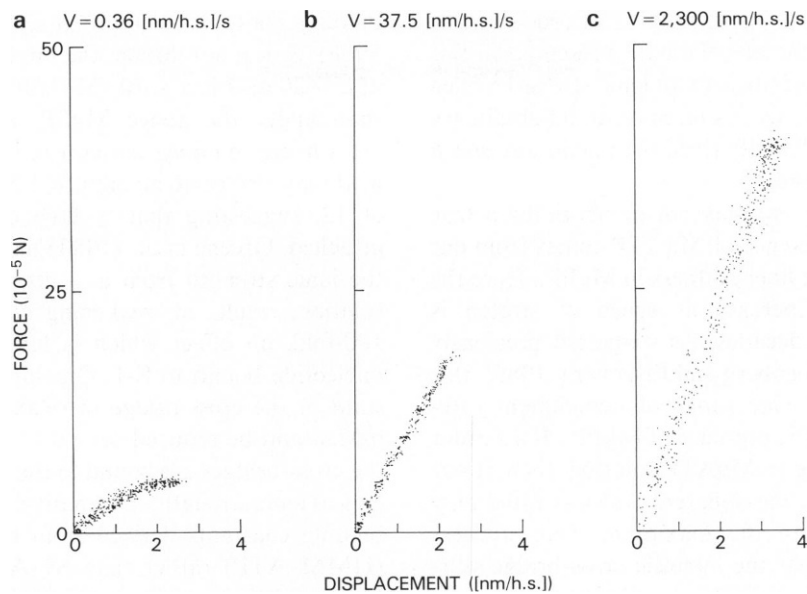 a V = 0.36 [nm/h.s.]/s
b V = 37.5 [nm/h.s.]/s
c V = 2,300 [nm/h.s.]/s
50
25
0
FORCE (10⁻⁵ N)
0 2 4
0 2 4
0 2 4
DISPLACEMENT ([nm/h.s.])